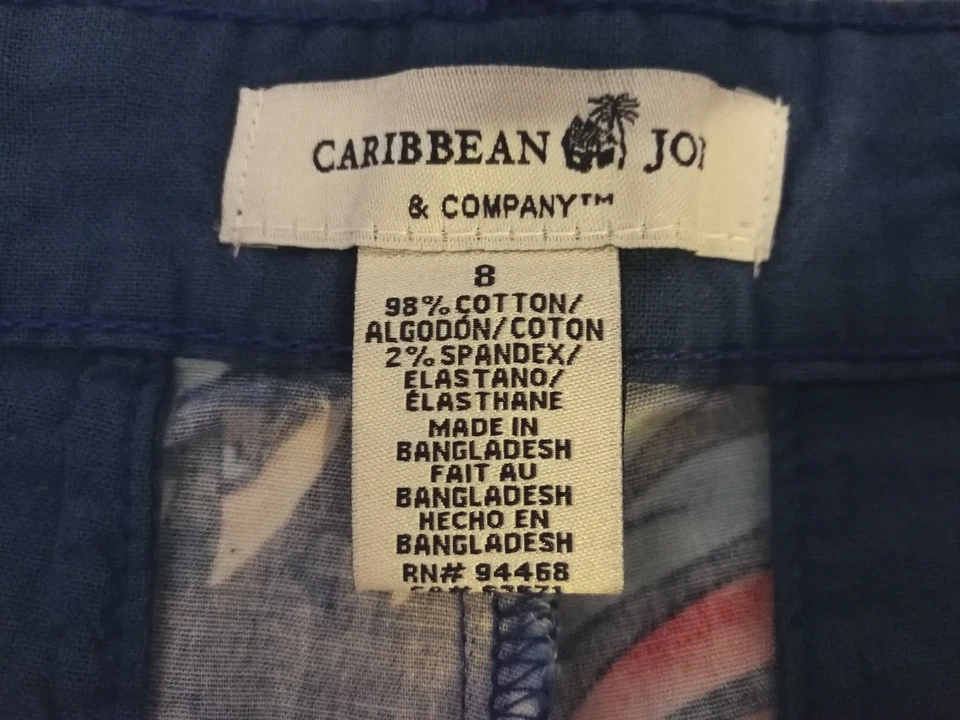 CARIBBEAN JOE
& COMPANY™
8
98% COTTON/
ALGODÓN/COTON
2% SPANDEX/
ELASTANO/
ÉLASTHANE
MADE IN
BANGLADESH
FAIT AU
BANGLADESH
HECHO EN
BANGLADESH
RN# 94468